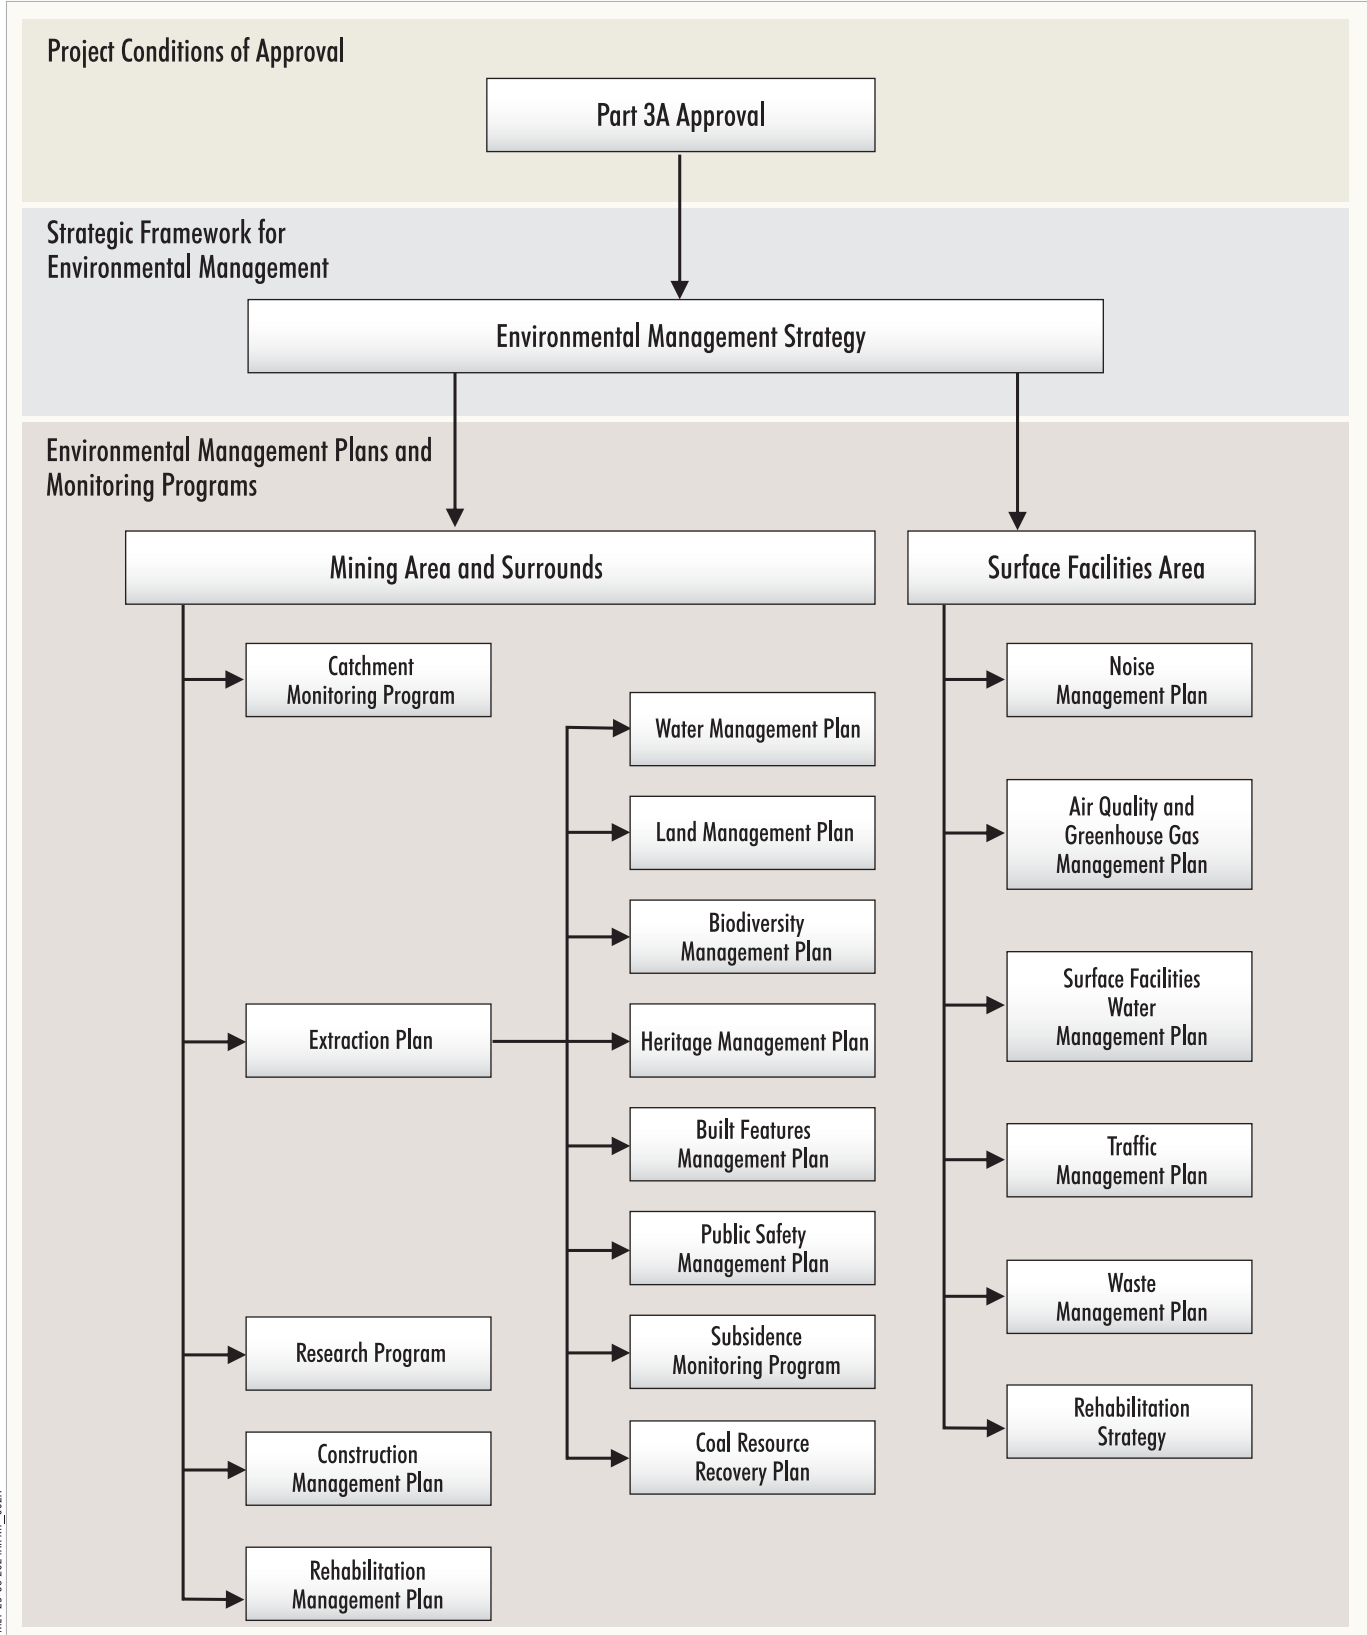 Project Conditions of Approval
Part 3A Approval
Strategic Framework for
Environmental Management
Environmental Management Strategy
Environmental Management Plans and
Monitoring Programs
Mining Area and Surrounds
Catchment
Monitoring Program
Extraction Plan
Research Program
Construction
Management Plan
Rehabilitation
Management Plan
Water Management Plan
Land Management Plan
Biodiversity
Management Plan
Heritage Management Plan
Built Features
Management Plan
Public Safety
Management Plan
Subsidence
Monitoring Program
Coal Resource
Recovery Plan
Surface Facilities Area
Noise
Management Plan
Air Quality and
Greenhouse Gas
Management Plan
Surface Facilities
Water
Management Plan
Traffic
Management Plan
Waste
Management Plan
Rehabilitation
Strategy